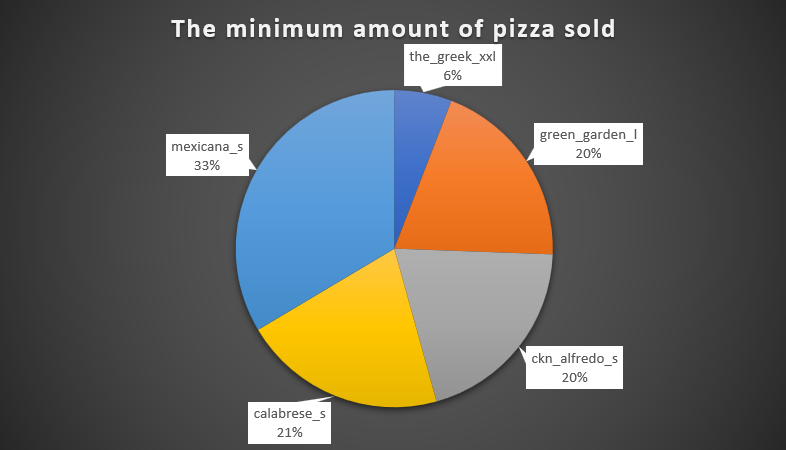 The minimum amount of pizza sold
the_greek_xxl
6%
green_garden_l
20%
ckn_alfredo_s
20%
calabrese_s
21%
mexicana_s
33%